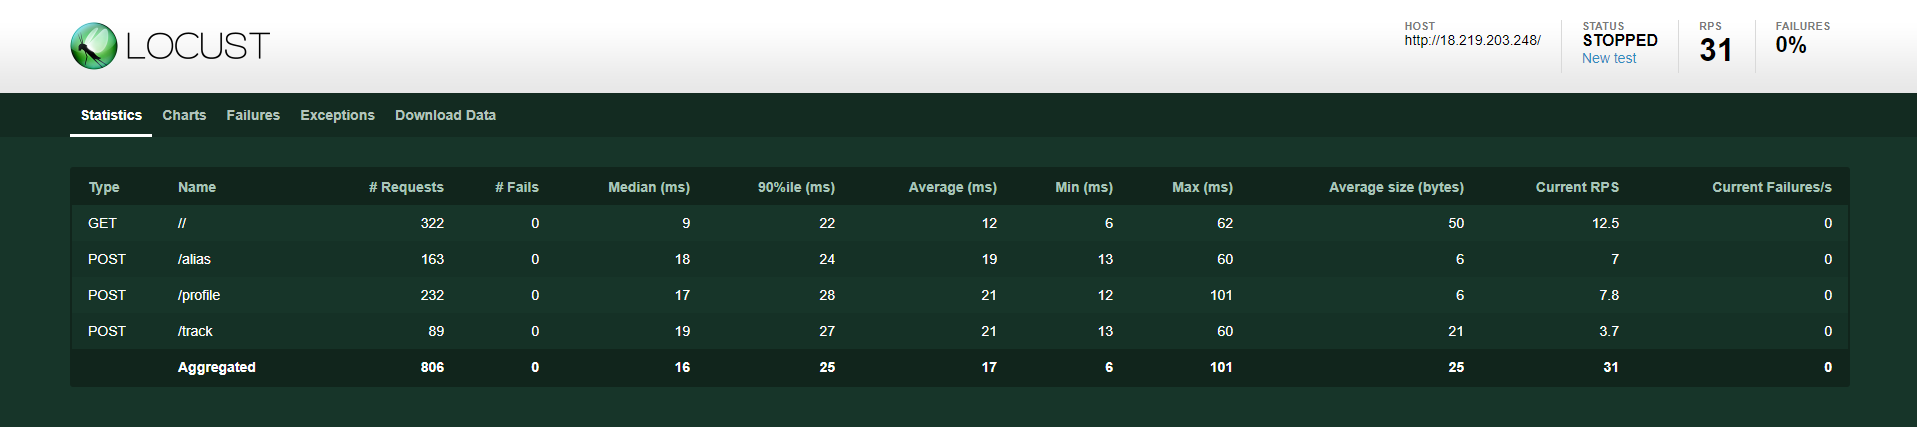 LOCUST
HOST
http://18.219.203.248/
STATUS
STOPPED
New test
RPS
31
FAILURES
0%
Statistics Charts Failures Exceptions Download Data
Type Name # Requests # Fails Median (ms) 90%ile (ms) Average (ms) Min (ms) Max (ms) Average size (bytes) Current RPS Current Failures/s
GET // 322 0 9 22 12 6 62 50 12.5 0
POST /alias 163 0 18 24 19 13 60 6 7 0
POST /profile 232 0 17 28 21 12 101 6 7.8 0
POST /track 89 0 19 27 21 13 60 21 3.7 0
Aggregated 806 0 16 25 17 6 101 25 31 0